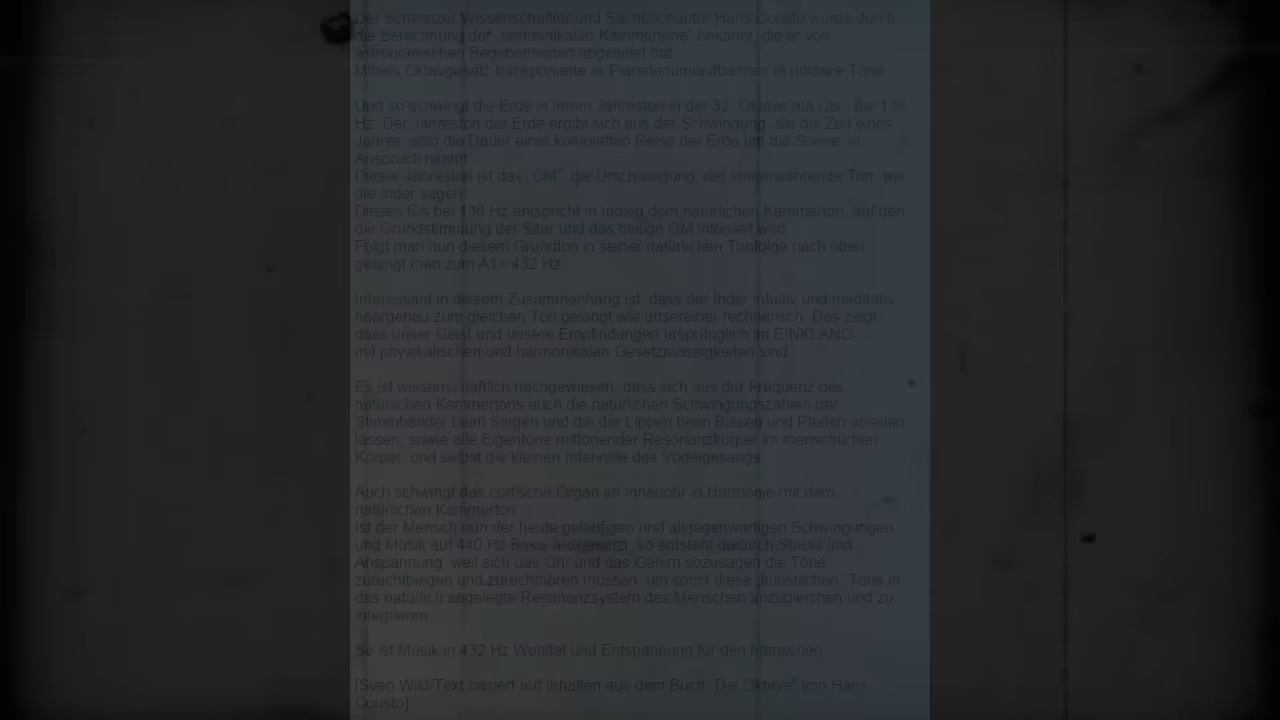 Der Schweizer Wissenschaftler und Sachbuchautor Hans Cousto wurde durch
die Berechnung der „harmonikalen Kammertöne“ bekannt, die er von
astronomischen Begebenheiten abgeleitet hat.
Mittels Oktavgesetz transponierte er Planetenumlaufbahnen in hörbare Töne.
Und so schwingt die Erde in ihrem Jahreston in der 32. Oktave auf Cis, bei 136
Hz. Der Jahreston der Erde ergibt sich aus der Schwingung, die die Zeit eines
Jahres, also die Dauer einer kompletten Reise der Erde um die Sonne, in
Anspruch nimmt.
Dieser Jahreston ist das „OM“, die Urschwingung, der immerwährende Ton, wie
die Inder sagen.
Dieses Cis bei 136 Hz entspricht in Indien dem natürlichen Kammerton, auf den
die Grundstimmung der Sitar und das heilige OM intoniert wird.
Folgt man nun diesem Grundton in seiner natürlichen Tonfolge nach oben,
gelangt man zum A1= 432 Hz.
Interessant in diesem Zusammenhang ist, dass der Inder intuitiv und meditativ
haargenau zum gleichen Ton gelangt wie unsereiner rechnerisch. Das zeigt,
dass unser Geist und unsere Empfindungen ursprünglich im EINKLANG
mit physikalischen und harmonikalen Gesetzmässigkeiten sind.
Es ist wissenschaftlich nachgewiesen, dass sich aus der Frequenz des
natürlichen Kammertons auch die natürlichen Schwingungszahlen der
Stimmbänder beim Singen und die der Lippen beim Blasen und Pfeifen ableiten
lassen, sowie alle Eigentöne mittönender Resonanzkörper im menschlichen
Körper, und selbst die kleinen Intervalle des Vogelgesangs.
Auch schwingt das cortische Organ im Innenohr in Harmonie mit dem
natürlichen Kammerton.
Ist der Mensch nun der heute geläufigen und allgegenwärtigen Schwingungen
und Musik auf 440 Hz Basis ausgesetzt, so entsteht dadurch Stress und
Anspannung, weil sich das Ohr und das Gehirn sozusagen die Töne
zurechtbiegen und zurechthören müssen, um somit diese „künstlichen“ Töne in
das natürlich angelegte Resonanzsystem des Menschen anzugleichen und zu
integrieren.
So ist Musik in 432 Hz Wohltat und Entspannung für den Menschen.
[Sven Wild/Text basiert auf Inhalten aus dem Buch „Die Oktave“ von Hans
Cousto]